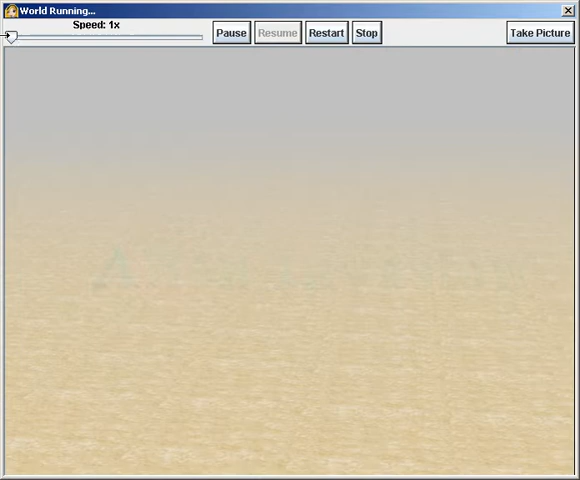 World Running...
Speed: 1x
Pause Resume Restart Stop Take Picture